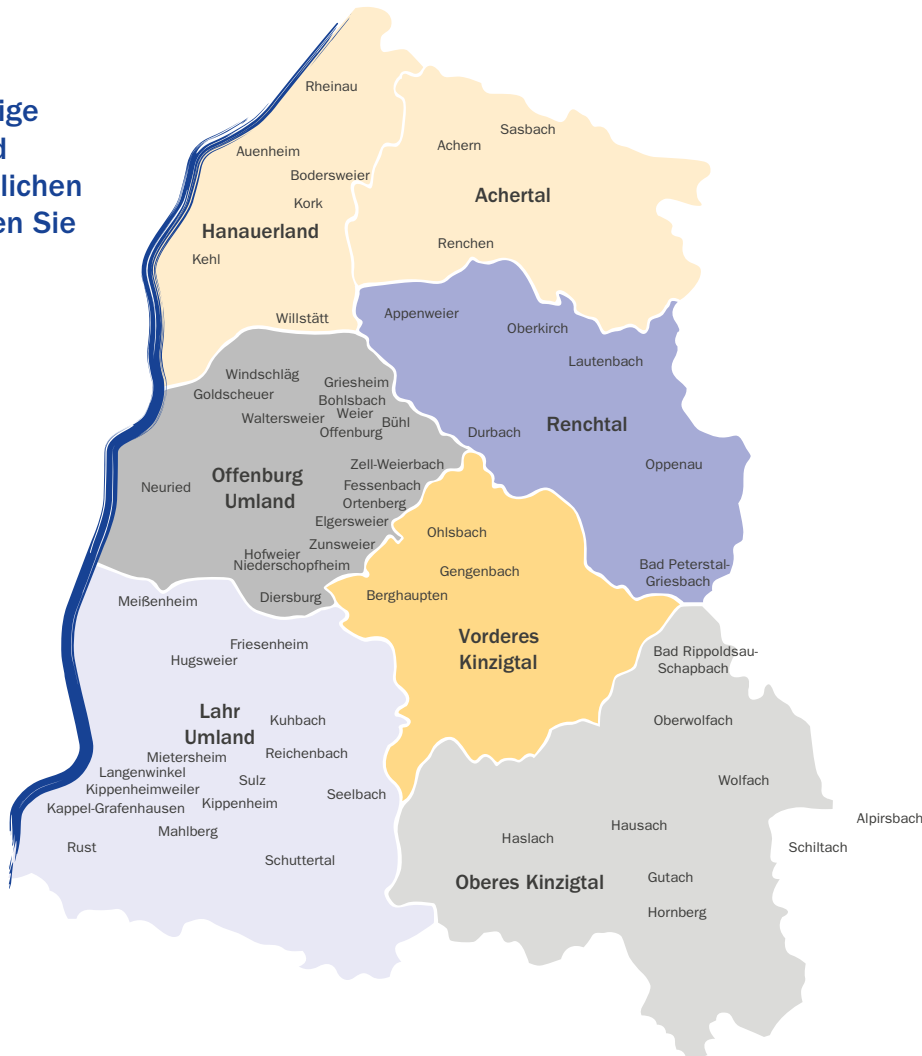 ige
d
lichen
en Sie
Rheinau
Sasbach
Achern
Auenheim
Bodersweier
Achertal
Kork
Hanauerland
Renchen
Kehl
Appenweier
Willstätt
Oberkirch
Lautenbach
Windschläg
Griesheim
Goldscheuer
Bohlsbach
Weier
Waltersweier
Bühl
Offenburg
Durbach
Renchtal
Zell-Weierbach
Oppenau
Offenburg
Umland
Neuried
Fessenbach
Ortenberg
Elgersweier
Ohlsbach
Zunsweier
Hofweier
Niederschopfheim
Gengenbach
Bad Peterstal-
Griesbach
Diersburg
Berghaupten
Meißenheim
Vorderes
Kinzigtal
Friesenheim
Hugsweier
Bad Rippoldsau-
Schapbach
Lahr
Umland
Kuhbach
Oberwolfach
Reichenbach
Mietersheim
Langenwinkel
Sulz
Wolfach
Kippenheimweiler
Seelbach
Kippenheim
Kappel-Grafenhausen
Alpirsbach
Mahlberg
Hausach
Haslach
Rust
Schiltach
Schuttertal
Gutach
Oberes Kinzigtal
Hornberg